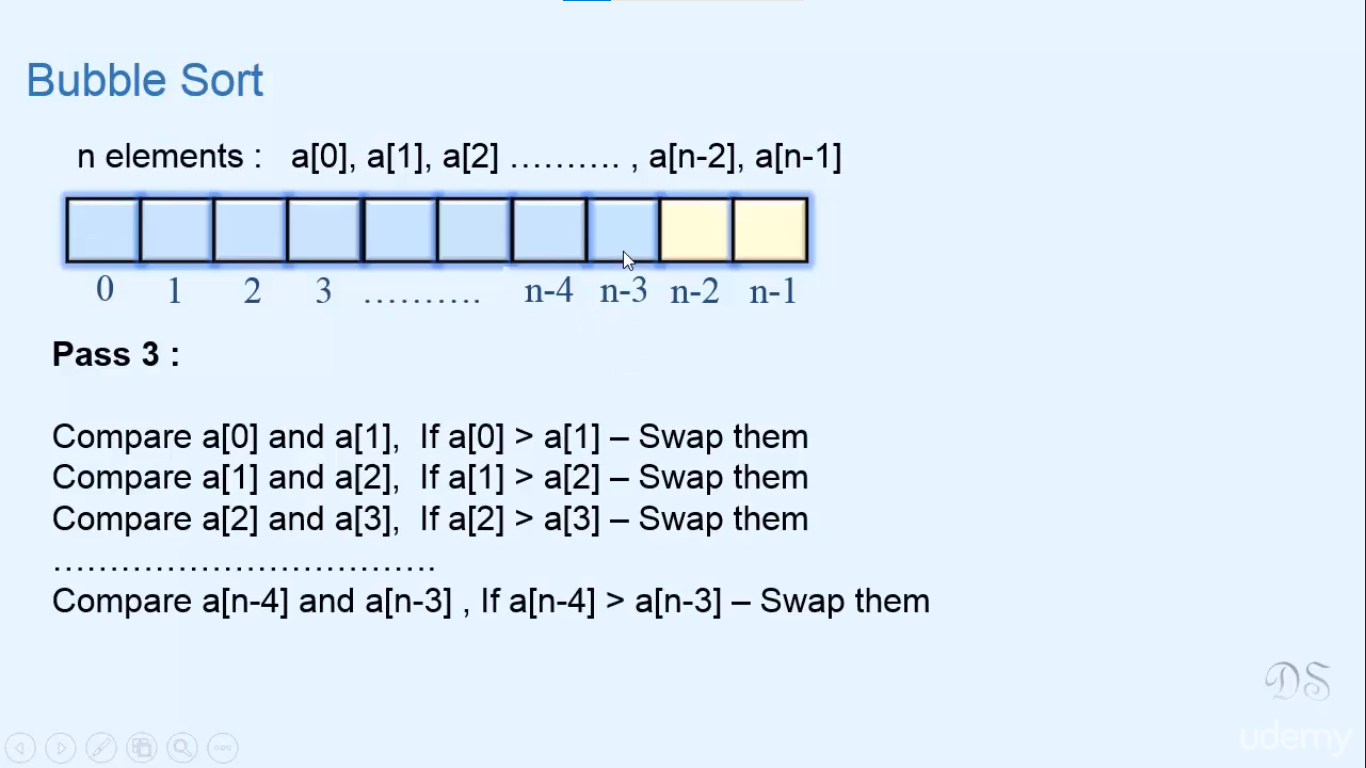 Bubble Sort
n elements : a[0], a[1], a[2] .......... , a[n-2], a[n-1]
0 1 2 3 .......... n-4 n-3 n-2 n-1
Pass 3 :
Compare a[0] and a[1], If a[0] > a[1] – Swap them
Compare a[1] and a[2], If a[1] > a[2] – Swap them
Compare a[2] and a[3], If a[2] > a[3] – Swap them
..................................
Compare a[n-4] and a[n-3] , If a[n-4] > a[n-3] – Swap them
DS
udemy